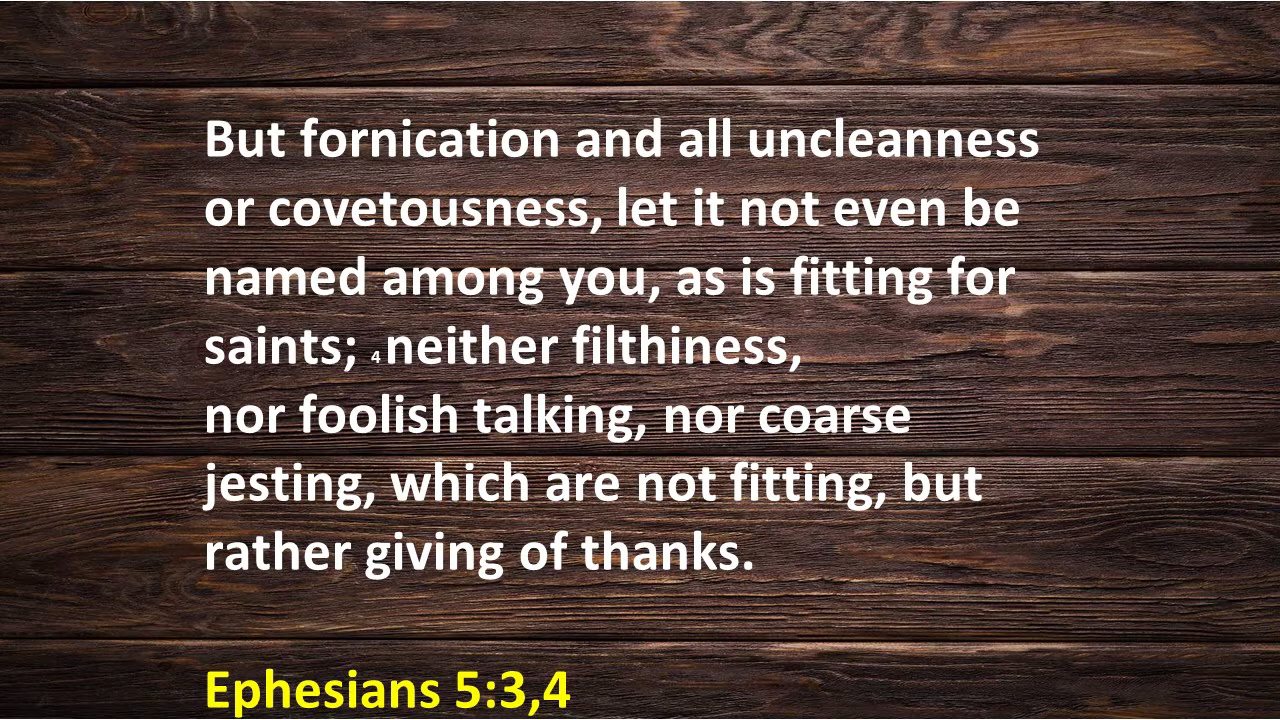 But fornication and all uncleanness
or covetousness, let it not even be
named among you, as is fitting for
saints; 4 neither filthiness,
nor foolish talking, nor coarse
jesting, which are not fitting, but
rather giving of thanks.
Ephesians 5:3,4